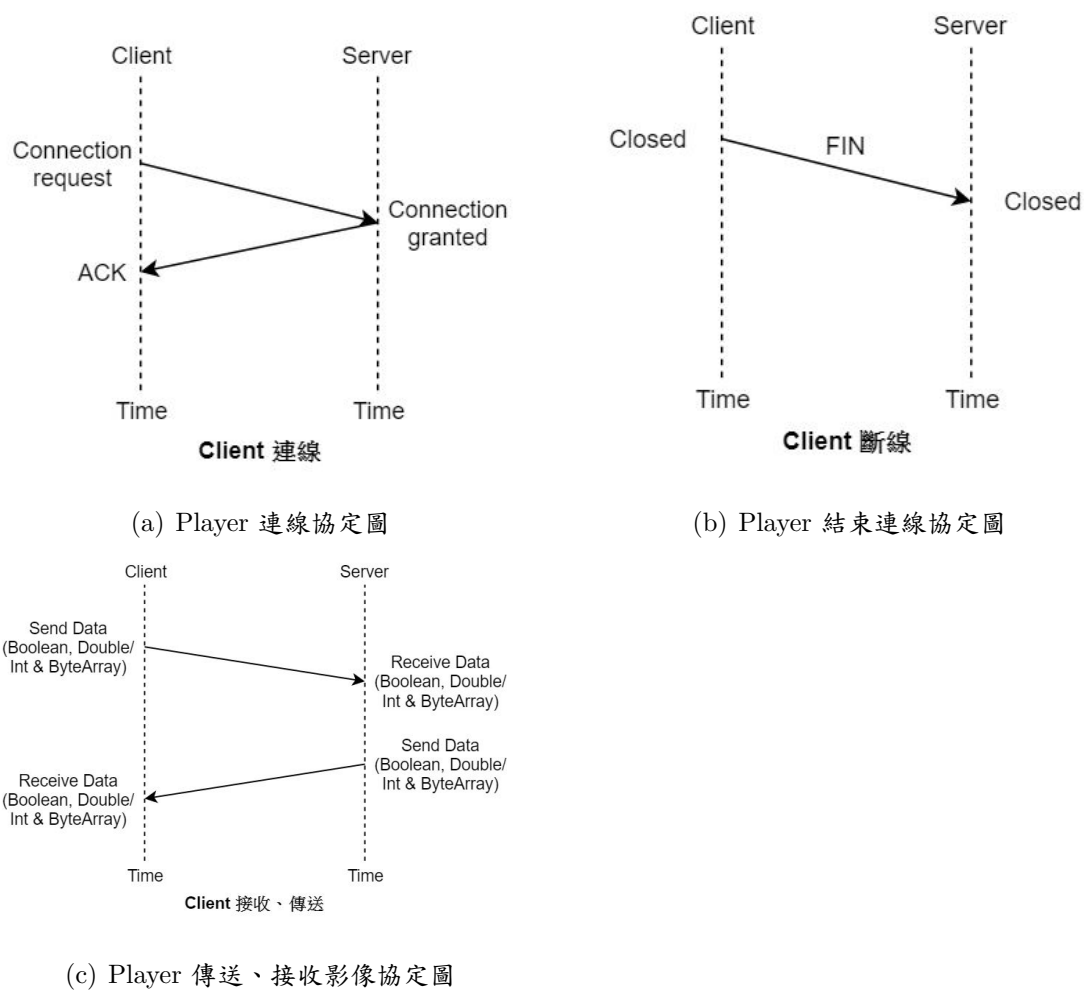 Client
Server
Connection
request
Connection
granted
ACK
Time
Time
Client 連線
(a) Player 連線協定圖
Client
Server
Closed
FIN
Closed
Time
Time
Client 斷線
(b) Player 結束連線協定圖
Client
Server
Send Data
(Boolean, Double/
Int & ByteArray)
Receive Data
(Boolean, Double/
Int & ByteArray)
Send Data
(Boolean, Double/
Int & ByteArray)
Receive Data
(Boolean, Double/
Int & ByteArray)
Time
Time
Client 接收、傳送
(c) Player 傳送、接收影像協定圖